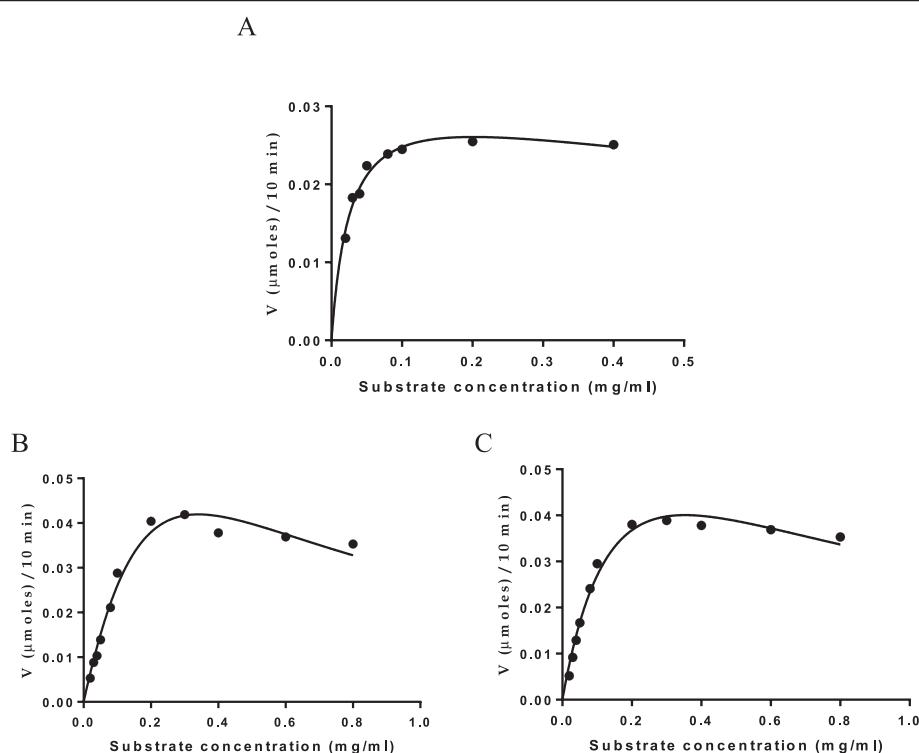 A
V (μmoles) / 10 min
0.03
0.02
0.01
0.00
0.0 0.1 0.2 0.3 0.4 0.5
Substrate concentration (mg/ml)
B
V (μmoles) / 10 min
0.05
0.04
0.03
0.02
0.01
0.00
0.0 0.2 0.4 0.6 0.8 1.0
Substrate concentration (mg/ml)
C
V (μmoles) / 10 min
0.05
0.04
0.03
0.02
0.01
0.00
0.0 0.2 0.4 0.6 0.8 1.0
Substrate concentration (mg/ml)